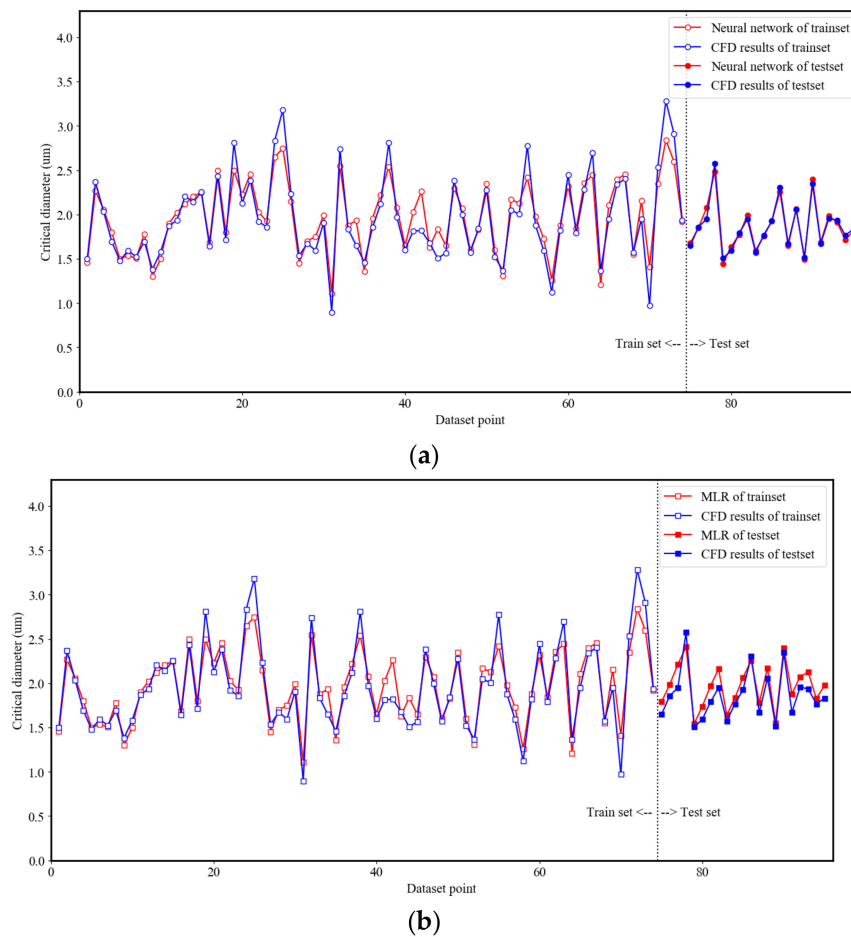 4.0
3.5
3.0
2.5
2.0
1.5
1.0
0.5
0.0
Critical diameter (um)
Neural network of trainset
CFD results of trainset
Neural network of testset
CFD results of testset
Train set <-- --> Test set
0 20 40 60 80
Dataset point
(a)
4.0
3.5
3.0
2.5
2.0
1.5
1.0
0.5
0.0
Critical diameter (um)
MLR of trainset
CFD results of trainset
MLR of testset
CFD results of testset
Train set <-- --> Test set
0 20 40 60 80
Dataset point
(b)